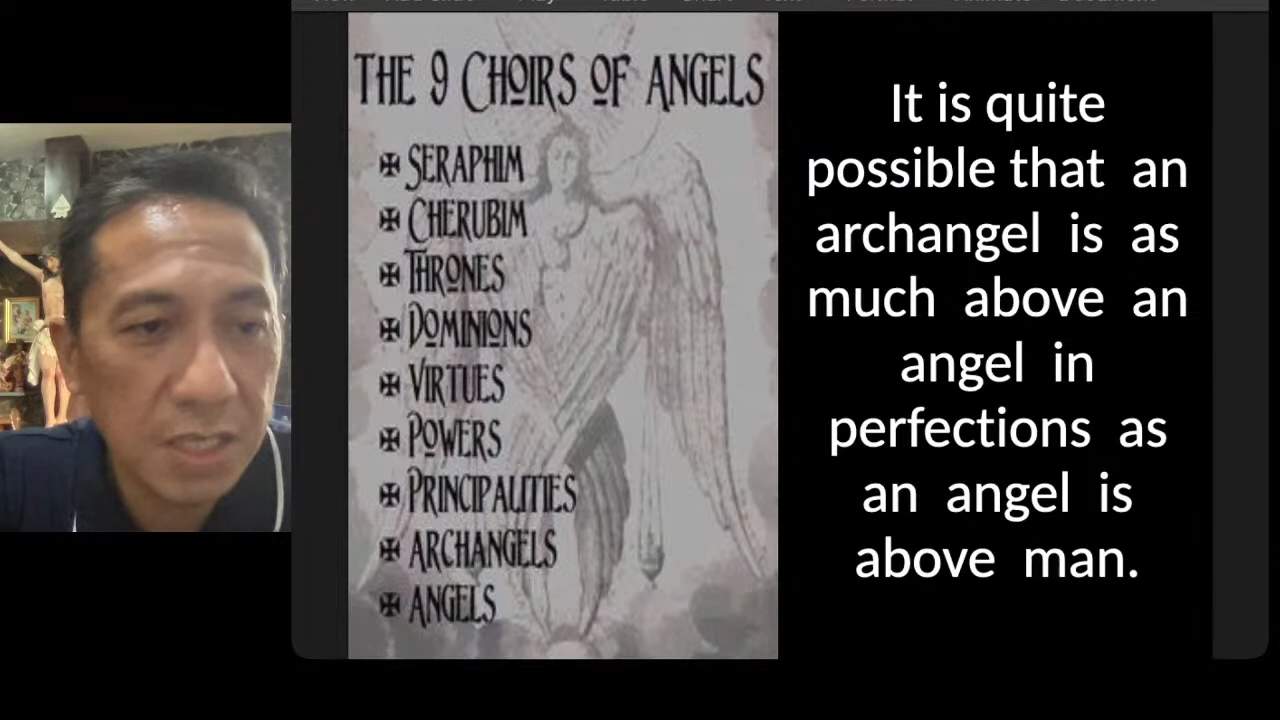 THE 9 CHOIRS OF ANGELS
SERAPHIM
CHERUBIM
THRONES
DOMINIONS
VIRTUES
POWERS
PRINCIPALITIES
ARCHANGELS
ANGELS
It is quite
possible that an
archangel is as
much above an
angel in
perfections as
an angel is
above man.